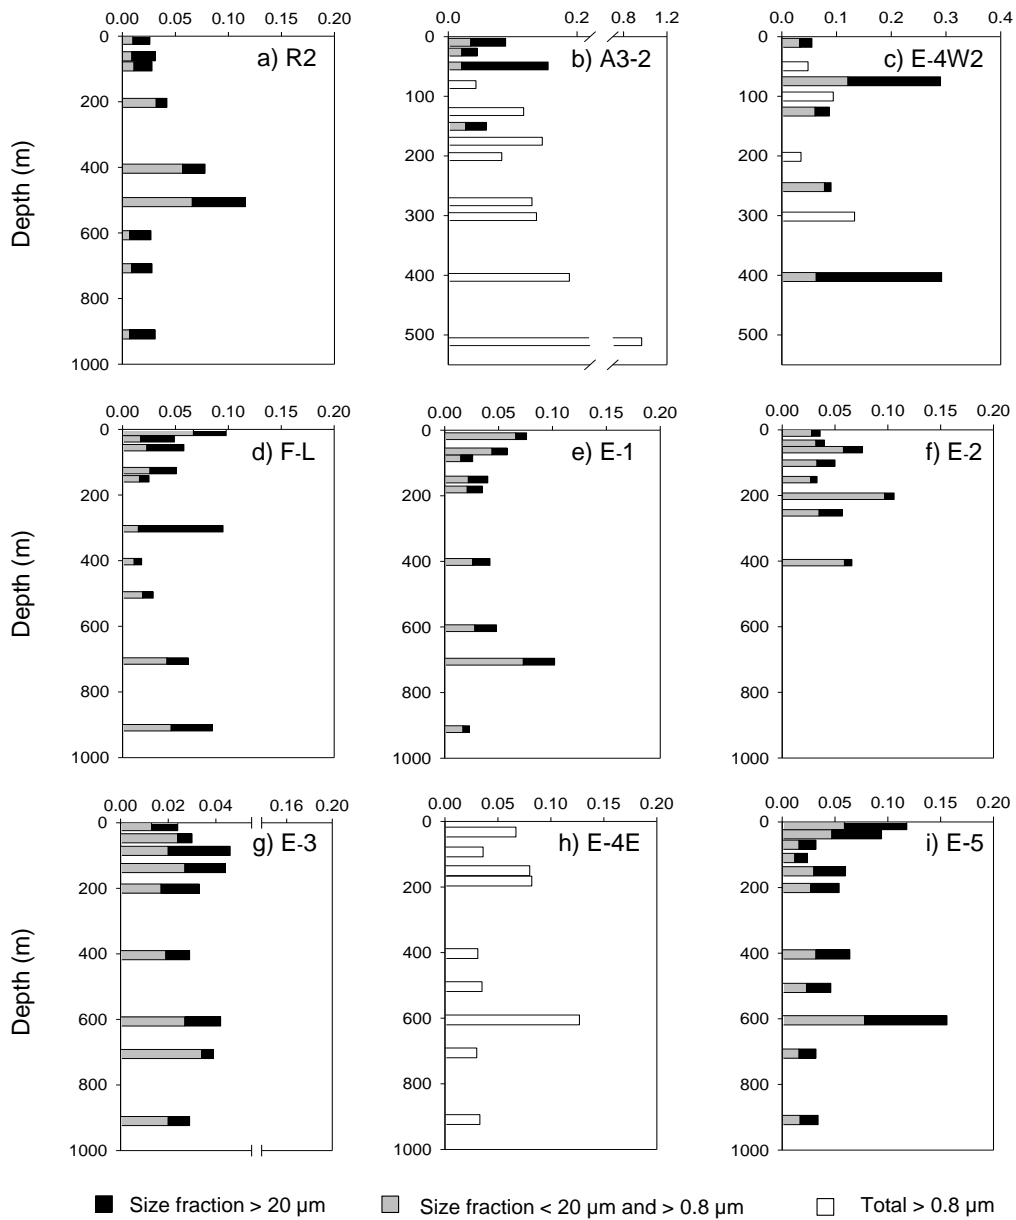 0.00 0.05 0.10 0.15 0.20
0.0 0.2 0.8 1.2
0.0 0.1 0.2 0.3 0.4
a) R2
b) A3-2
c) E-4W2
Depth (m)
0
200
400
600
800
1000
0
100
200
300
400
500
0
100
200
300
400
500
0.00 0.05 0.10 0.15 0.20
0.00 0.05 0.10 0.15 0.20
0.00 0.05 0.10 0.15 0.20
d) F-L
e) E-1
f) E-2
Depth (m)
0
200
400
600
800
1000
0
200
400
600
800
1000
0
200
400
600
800
1000
0.00 0.02 0.04 0.16 0.20
0.00 0.05 0.10 0.15 0.20
0.00 0.05 0.10 0.15 0.20
g) E-3
h) E-4E
i) E-5
Depth (m)
0
200
400
600
800
1000
0
200
400
600
800
1000
0
200
400
600
800
1000
Size fraction > 20 µm
Size fraction < 20 µm and > 0.8 µm
Total > 0.8 µm